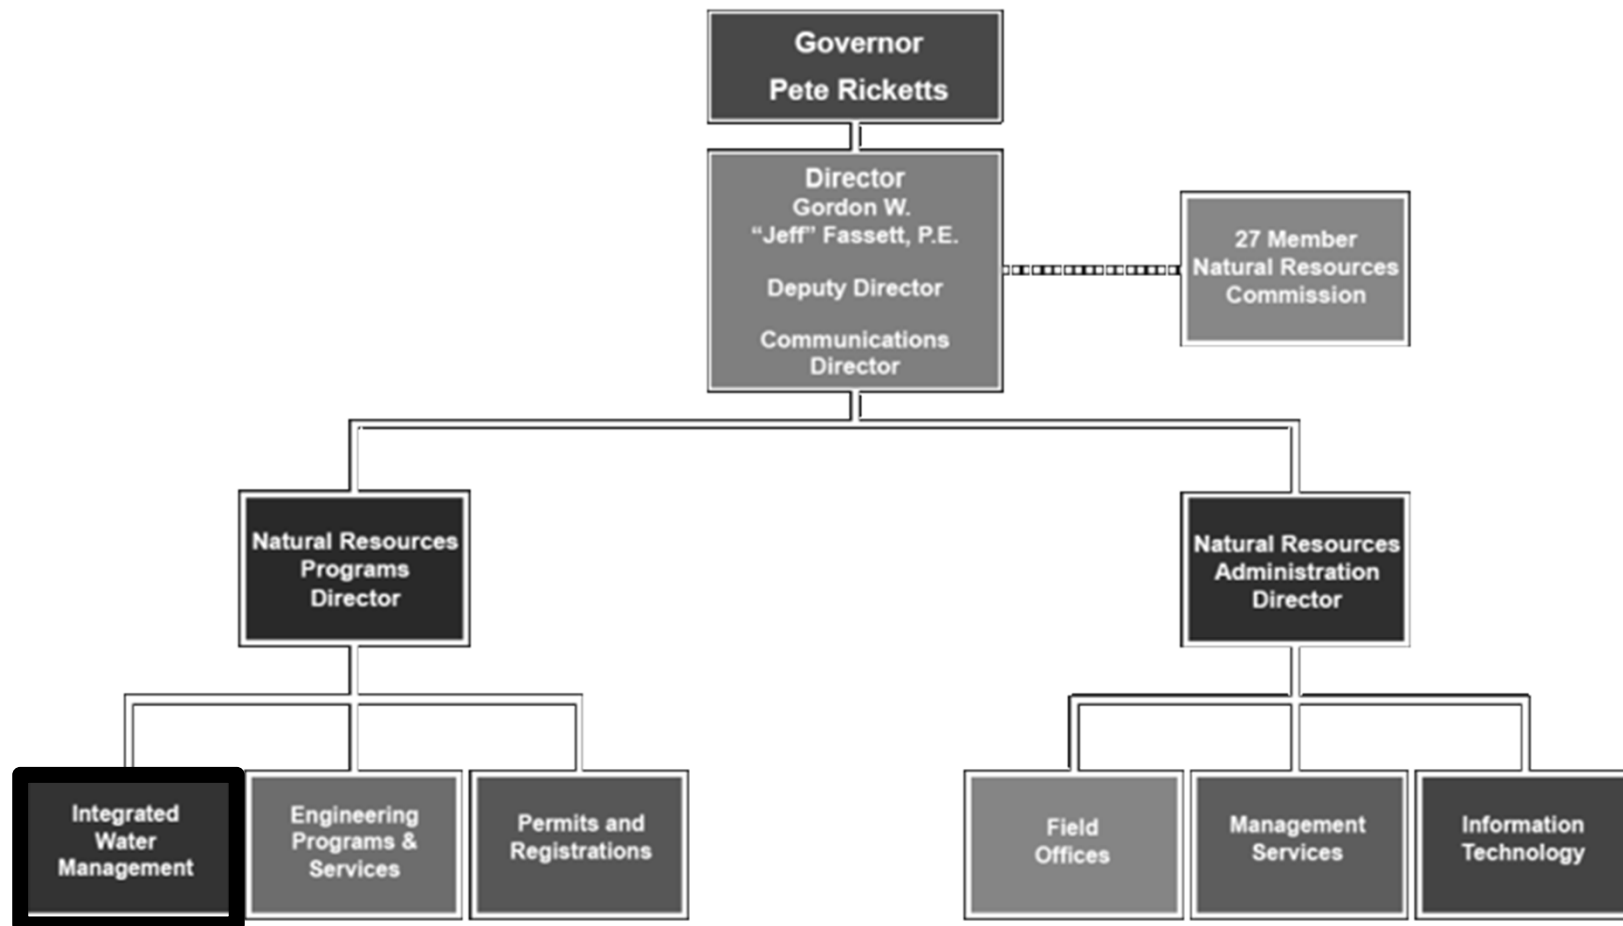 Governor
Pete Ricketts
Director
Gordon W.
“Jeff” Fassett, P.E.
Deputy Director
Communications
Director
27 Member
Natural Resources
Commission
Natural Resources
Programs
Director
Natural Resources
Administration
Director
Integrated
Water
Management
Engineering
Programs &
Services
Permits and
Registrations
Field
Offices
Management
Services
Information
Technology